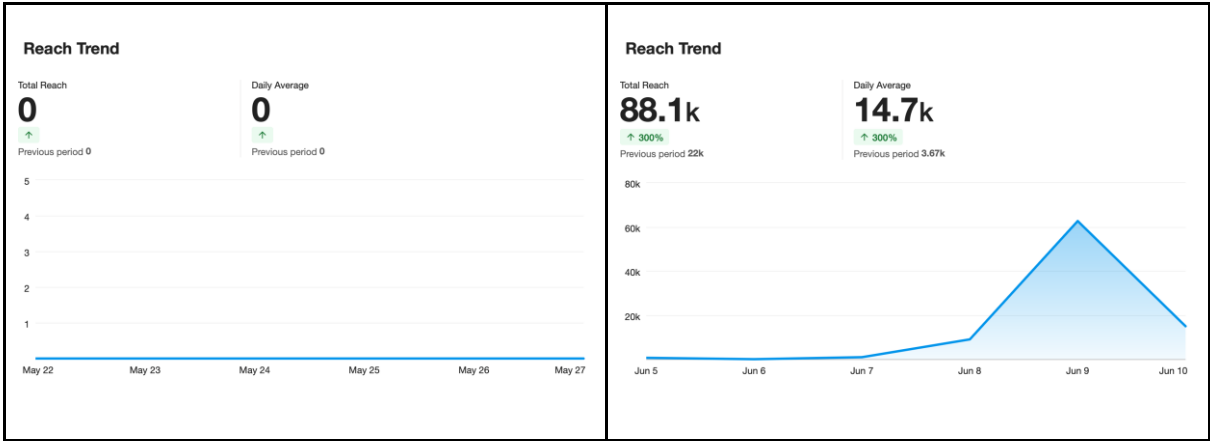 Reach Trend
Total Reach
Daily Average
0
0
↑
↑
Previous period 0
Previous period 0
5
4
3
2
1
May 22 May 23 May 24 May 25 May 26 May 27
Reach Trend
Total Reach
Daily Average
88.1k
14.7k
↑ 300%
↑ 300%
Previous period 22k
Previous period 3.67k
80k
60k
40k
20k
Jun 5 Jun 6 Jun 7 Jun 8 Jun 9 Jun 10